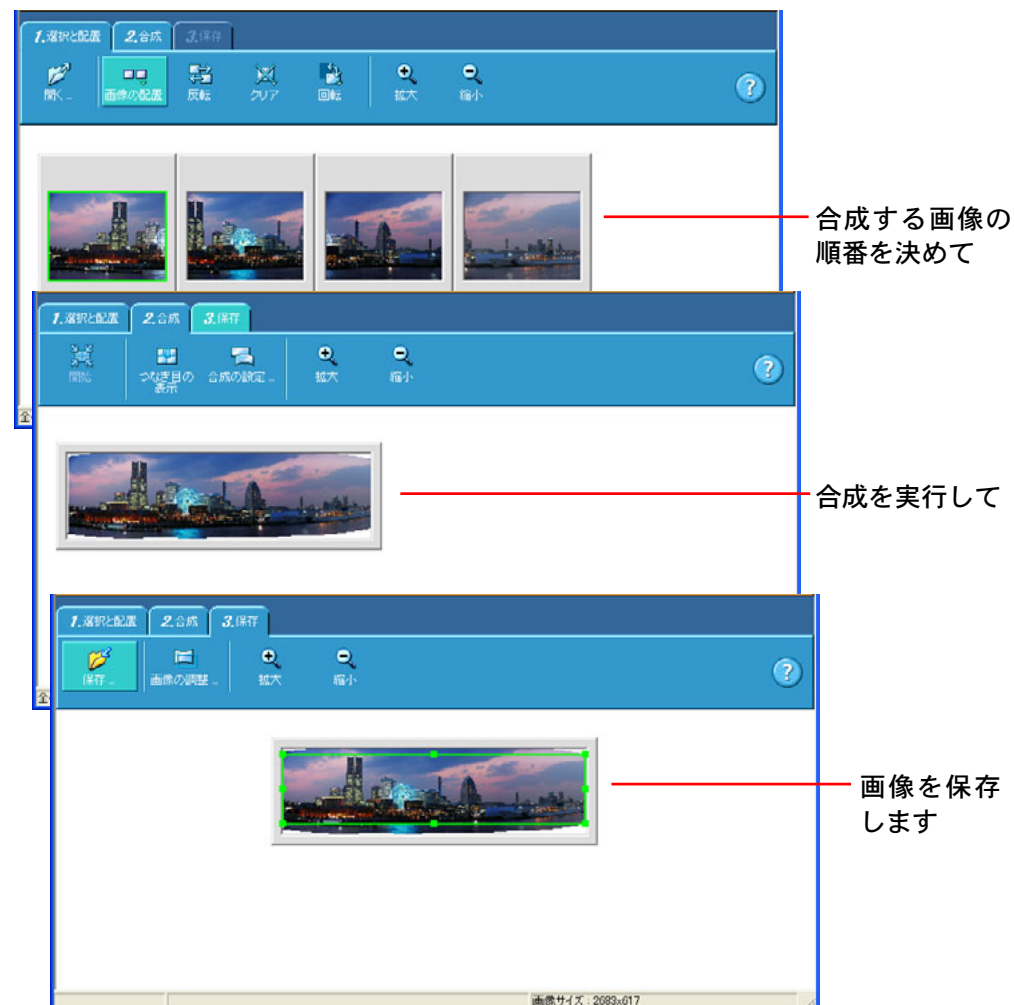 1.選択と配置 2.合成 3.保存
開く... 画像の配置 反転 クリア 回転 拡大 縮小 ?
合成する画像の
順番を決めて
1.選択と配置 2.合成 3.保存
開始 つなぎ目の 合成の設定... 拡大 縮小 ?
表示
全
合成を実行して
1.選択と配置 2.合成 3.保存
保存... 画像の調整... 拡大 縮小 ?
全
画像を保存
します
画像サイズ : 2683x617